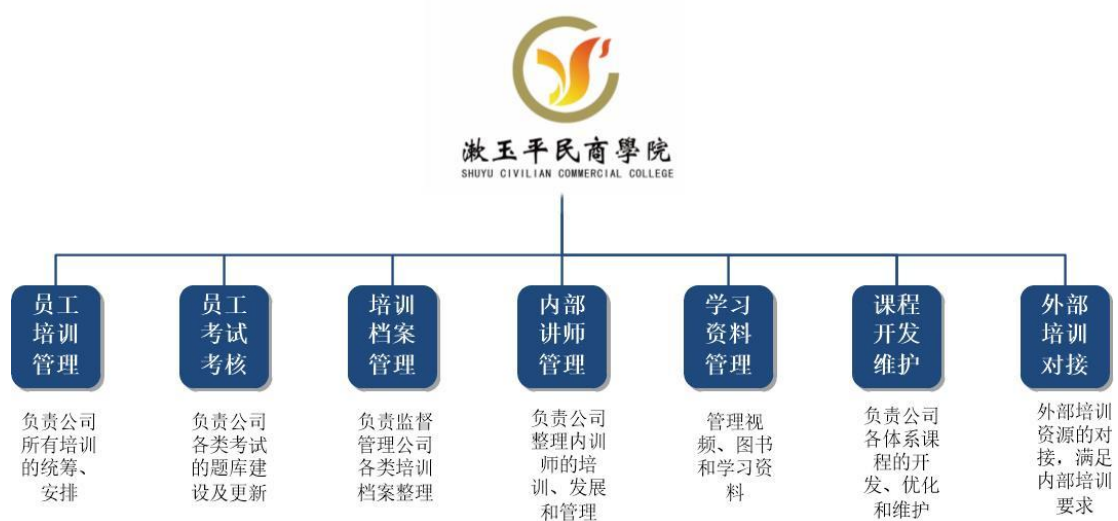 漱玉平民商學院
SHUYU CIVILIAN COMMERCIAL COLLEGE
员工
培训
管理
负责公司
所有培训
的统筹、
安排
员工
考试
考核
负责公司
各类考试
的题库建
设及更新
培训
档案
管理
负责监督
管理公司
各类培训
档案整理
内部
讲师
管理
负责公司
整理内训
师的培
训、发展
和管理
学习
资料
管理
管理视
频、图书
和学习资
料
课程
开发
维护
负责公司
各体系课
程的开
发、优化
和维护
外部
培训
对接
外部培训
资源的对
接，满足
内部培训
要求